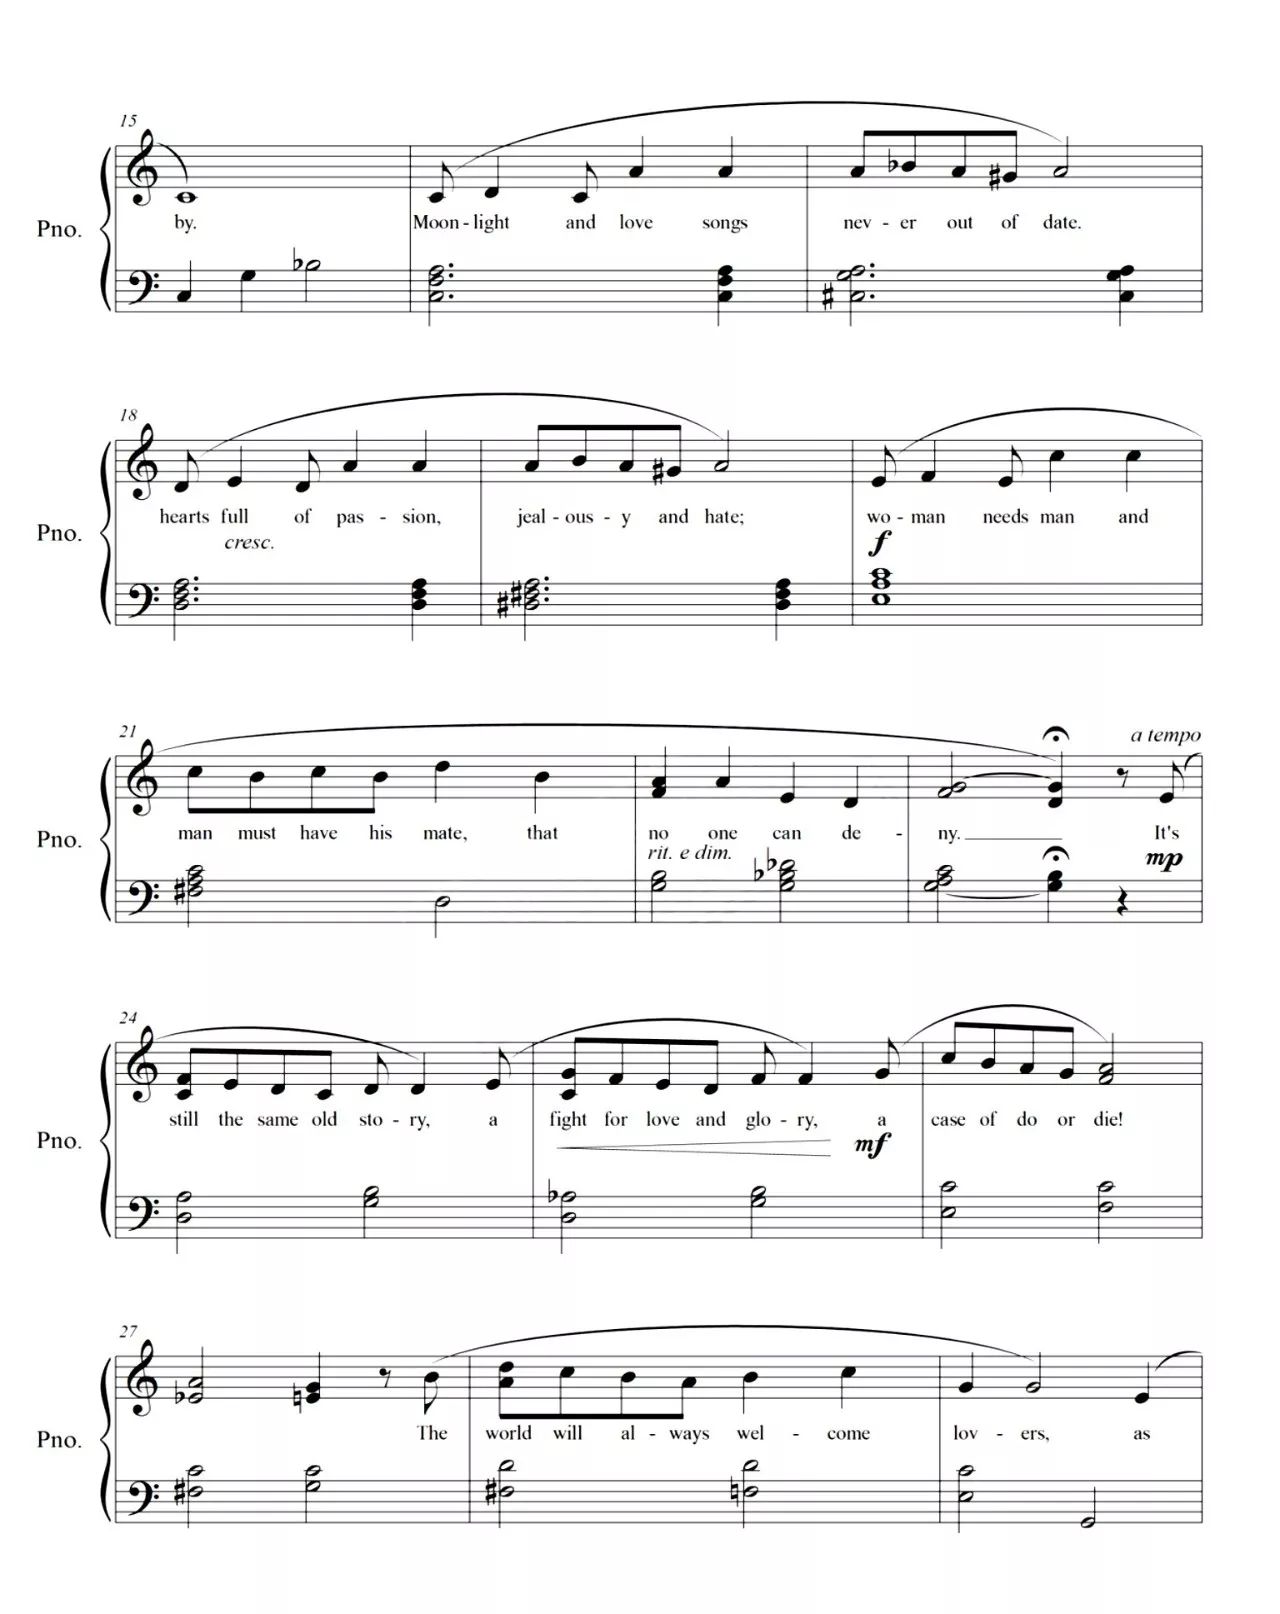 15
Pno.
by. Moon - light and love songs nev - er out of date.
18
Pno.
hearts full of pas - sion, jeal - ous - y and hate; wo - man needs man and
cresc. f
21
a tempo
Pno.
man must have his mate, that no one can de - ny. It's
rit. e dim. mp
24
Pno.
still the same old sto - ry, a fight for love and glo - ry, a case of do or die!
mf
27
Pno.
The world will al - ways wel - come lov - ers, as